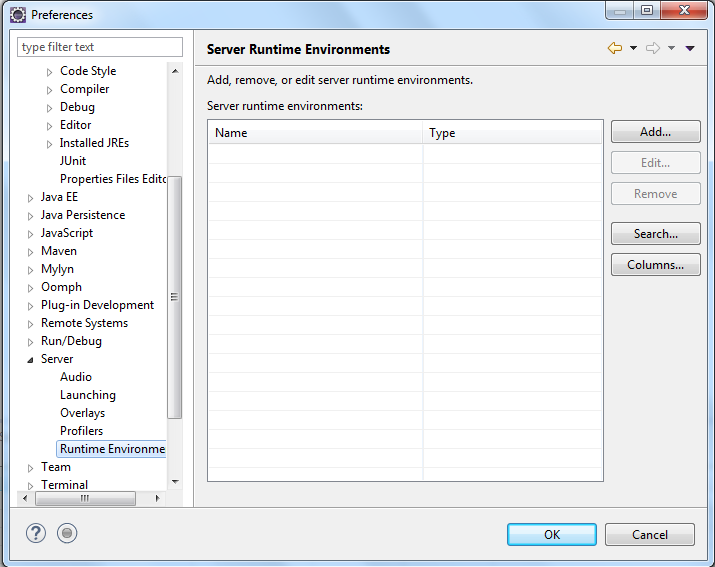 Preferences
type filter text
Code Style
Compiler
Debug
Editor
Installed JREs
JUnit
Properties Files Edito
Java EE
Java Persistence
JavaScript
Maven
Mylyn
Oomph
Plug-in Development
Remote Systems
Run/Debug
Server
Audio
Launching
Overlays
Profilers
Runtime Environme
Team
Terminal
Server Runtime Environments
Add, remove, or edit server runtime environments.
Server runtime environments:
Name Type
Add...
Edit...
Remove
Search...
Columns...
?
OK Cancel